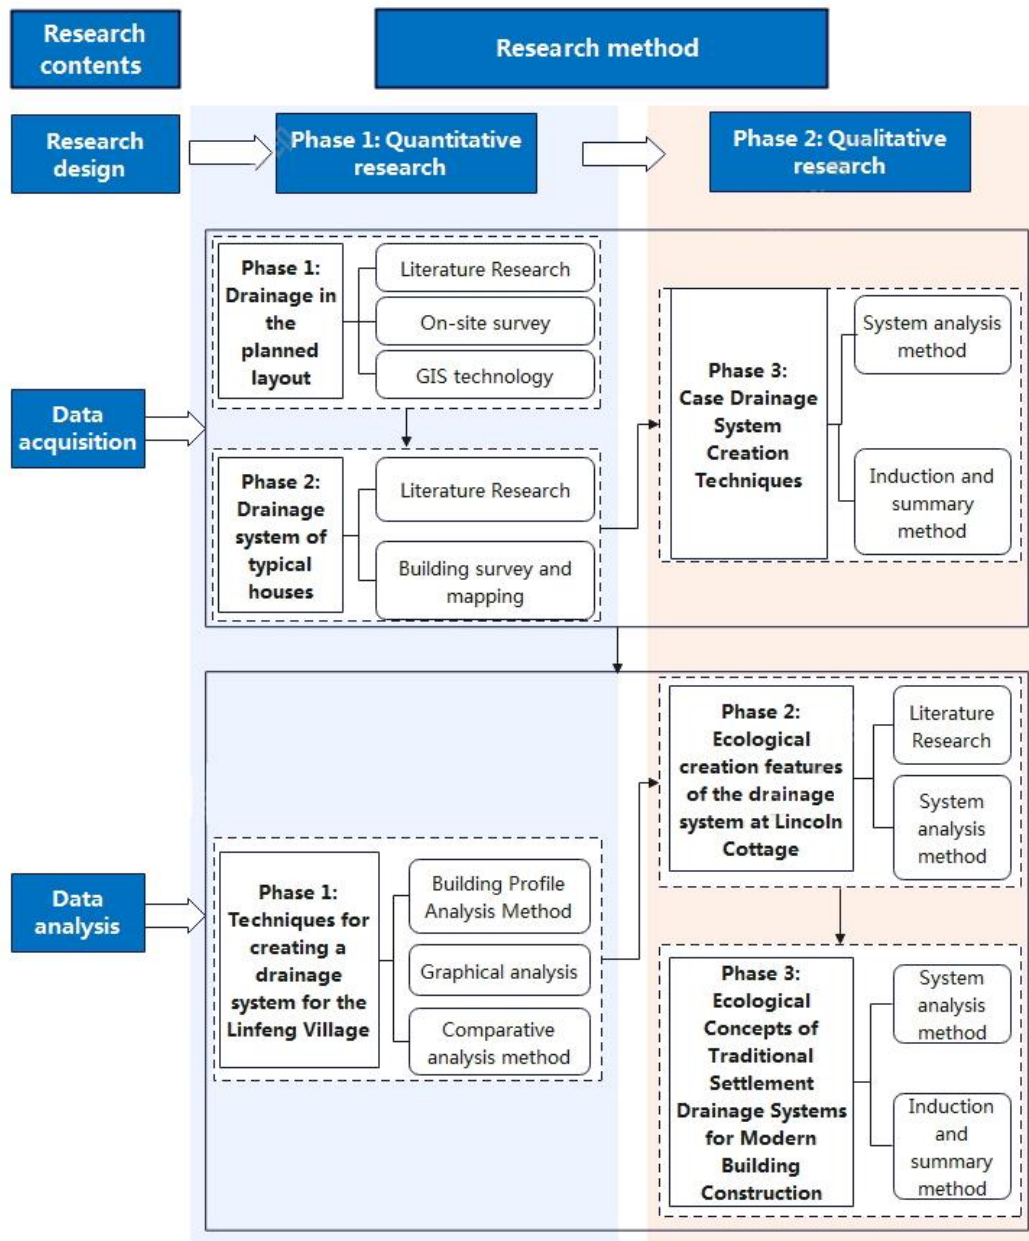 Research
contents
Research method
Research
design
Phase 1: Quantitative
research
Phase 2: Qualitative
research
Data
acquisition
Phase 1:
Drainage in
the
planned
layout
Literature Research
On-site survey
GIS technology
Phase 2:
Drainage
system of
typical
houses
Literature Research
Building survey and
mapping
Phase 3:
Case Drainage
System
Creation
Techniques
System analysis
method
Induction and
summary
method
Data
analysis
Phase 1:
Techniques for
creating a
drainage
system for the
Linfeng Village
Building Profile
Analysis Method
Graphical analysis
Comparative
analysis method
Phase 2:
Ecological
creation features
of the drainage
system at Lincoln
Cottage
Literature
Research
System
analysis
method
Phase 3:
Ecological
Concepts of
Traditional
Settlement
Drainage Systems
for Modern
Building
Construction
System
analysis
method
Induction
and
summary
method